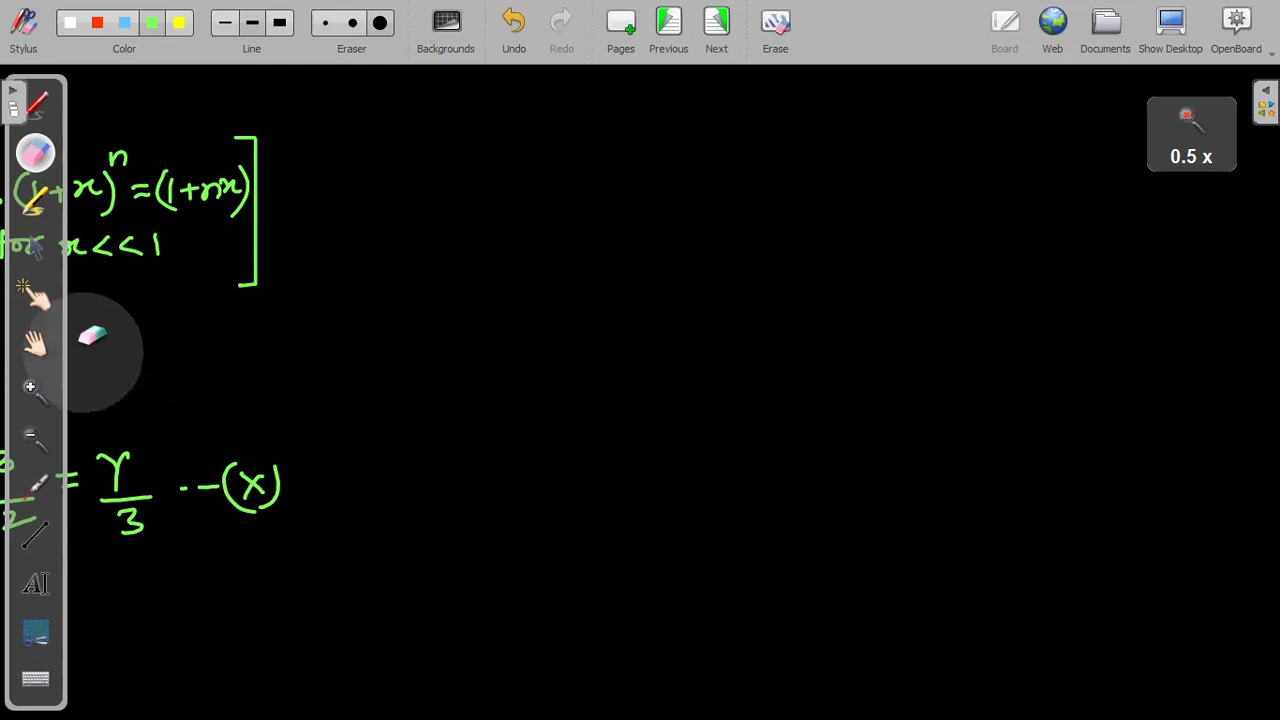 Stylus Color Line Eraser Backgrounds Undo Redo Pages Previous Next Erase Board Web Documents Show Desktop OpenBoard
0.5 x
(1+x)^n = (1+nx)
for x<<1
= γ/3 --(x)